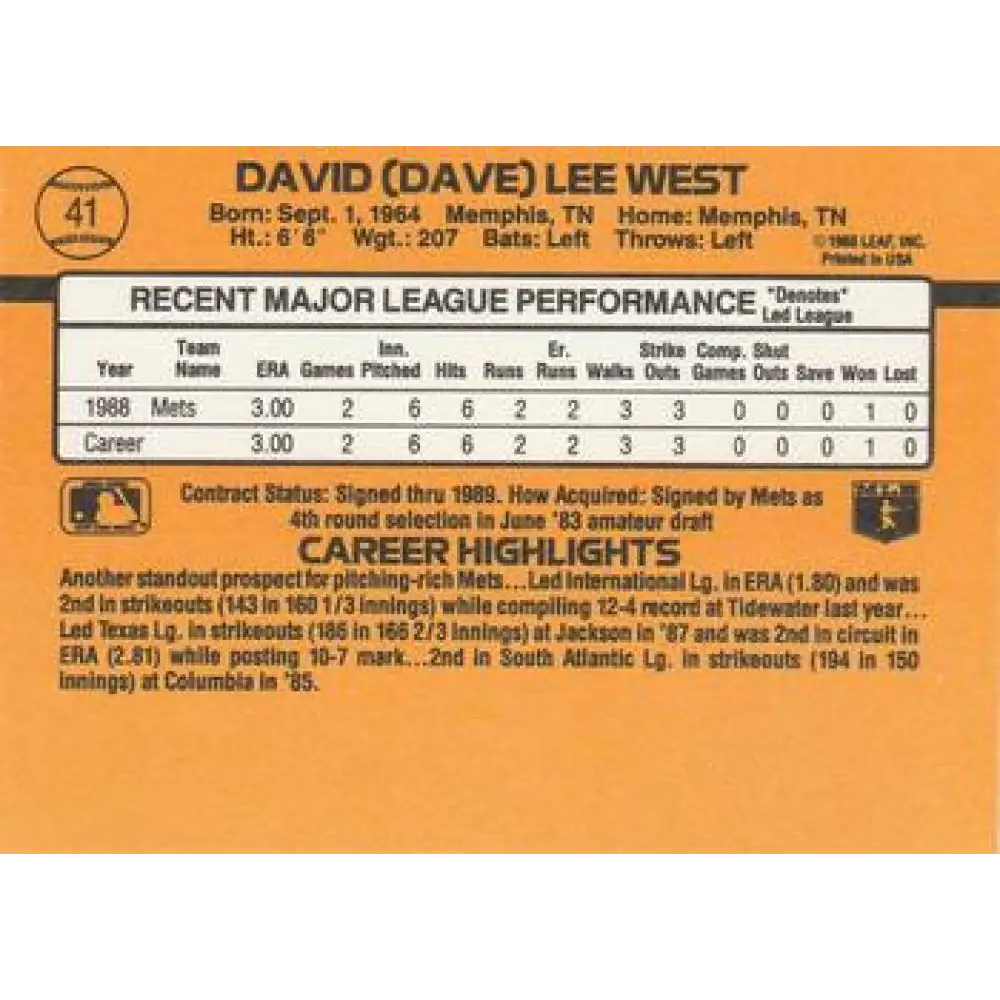 41
DAVID (DAVE) LEE WEST
Born: Sept. 1, 1964 Memphis, TN Home: Memphis, TN
Ht.: 6'6" Wgt.: 207 Bats: Left Throws: Left
© 1988 LEAF, INC.
Printed in USA
RECENT MAJOR LEAGUE PERFORMANCE "Denotes"
Led League
Year Team Name ERA Games Inn. Pitched Hits Runs Er. Runs Walks Strike Outs Comp. Games Shut Outs Save Won Lost
1988 Mets 3.00 2 6 6 2 2 3 3 0 0 0 1 0
Career 3.00 2 6 6 2 2 3 3 0 0 0 1 0
Contract Status: Signed thru 1989. How Acquired: Signed by Mets as
4th round selection in June '83 amateur draft
CAREER HIGHLIGHTS
Another standout prospect for pitching-rich Mets...Led International Lg. in ERA (1.80) and was
2nd in strikeouts (143 in 160 1/3 innings) while compiling 12-4 record at Tidewater last year...
Led Texas Lg. in strikeouts (186 in 166 2/3 innings) at Jackson in '87 and was 2nd in circuit in
ERA (2.81) while posting 10-7 mark...2nd in South Atlantic Lg. in strikeouts (194 in 150
innings) at Columbia in '85.